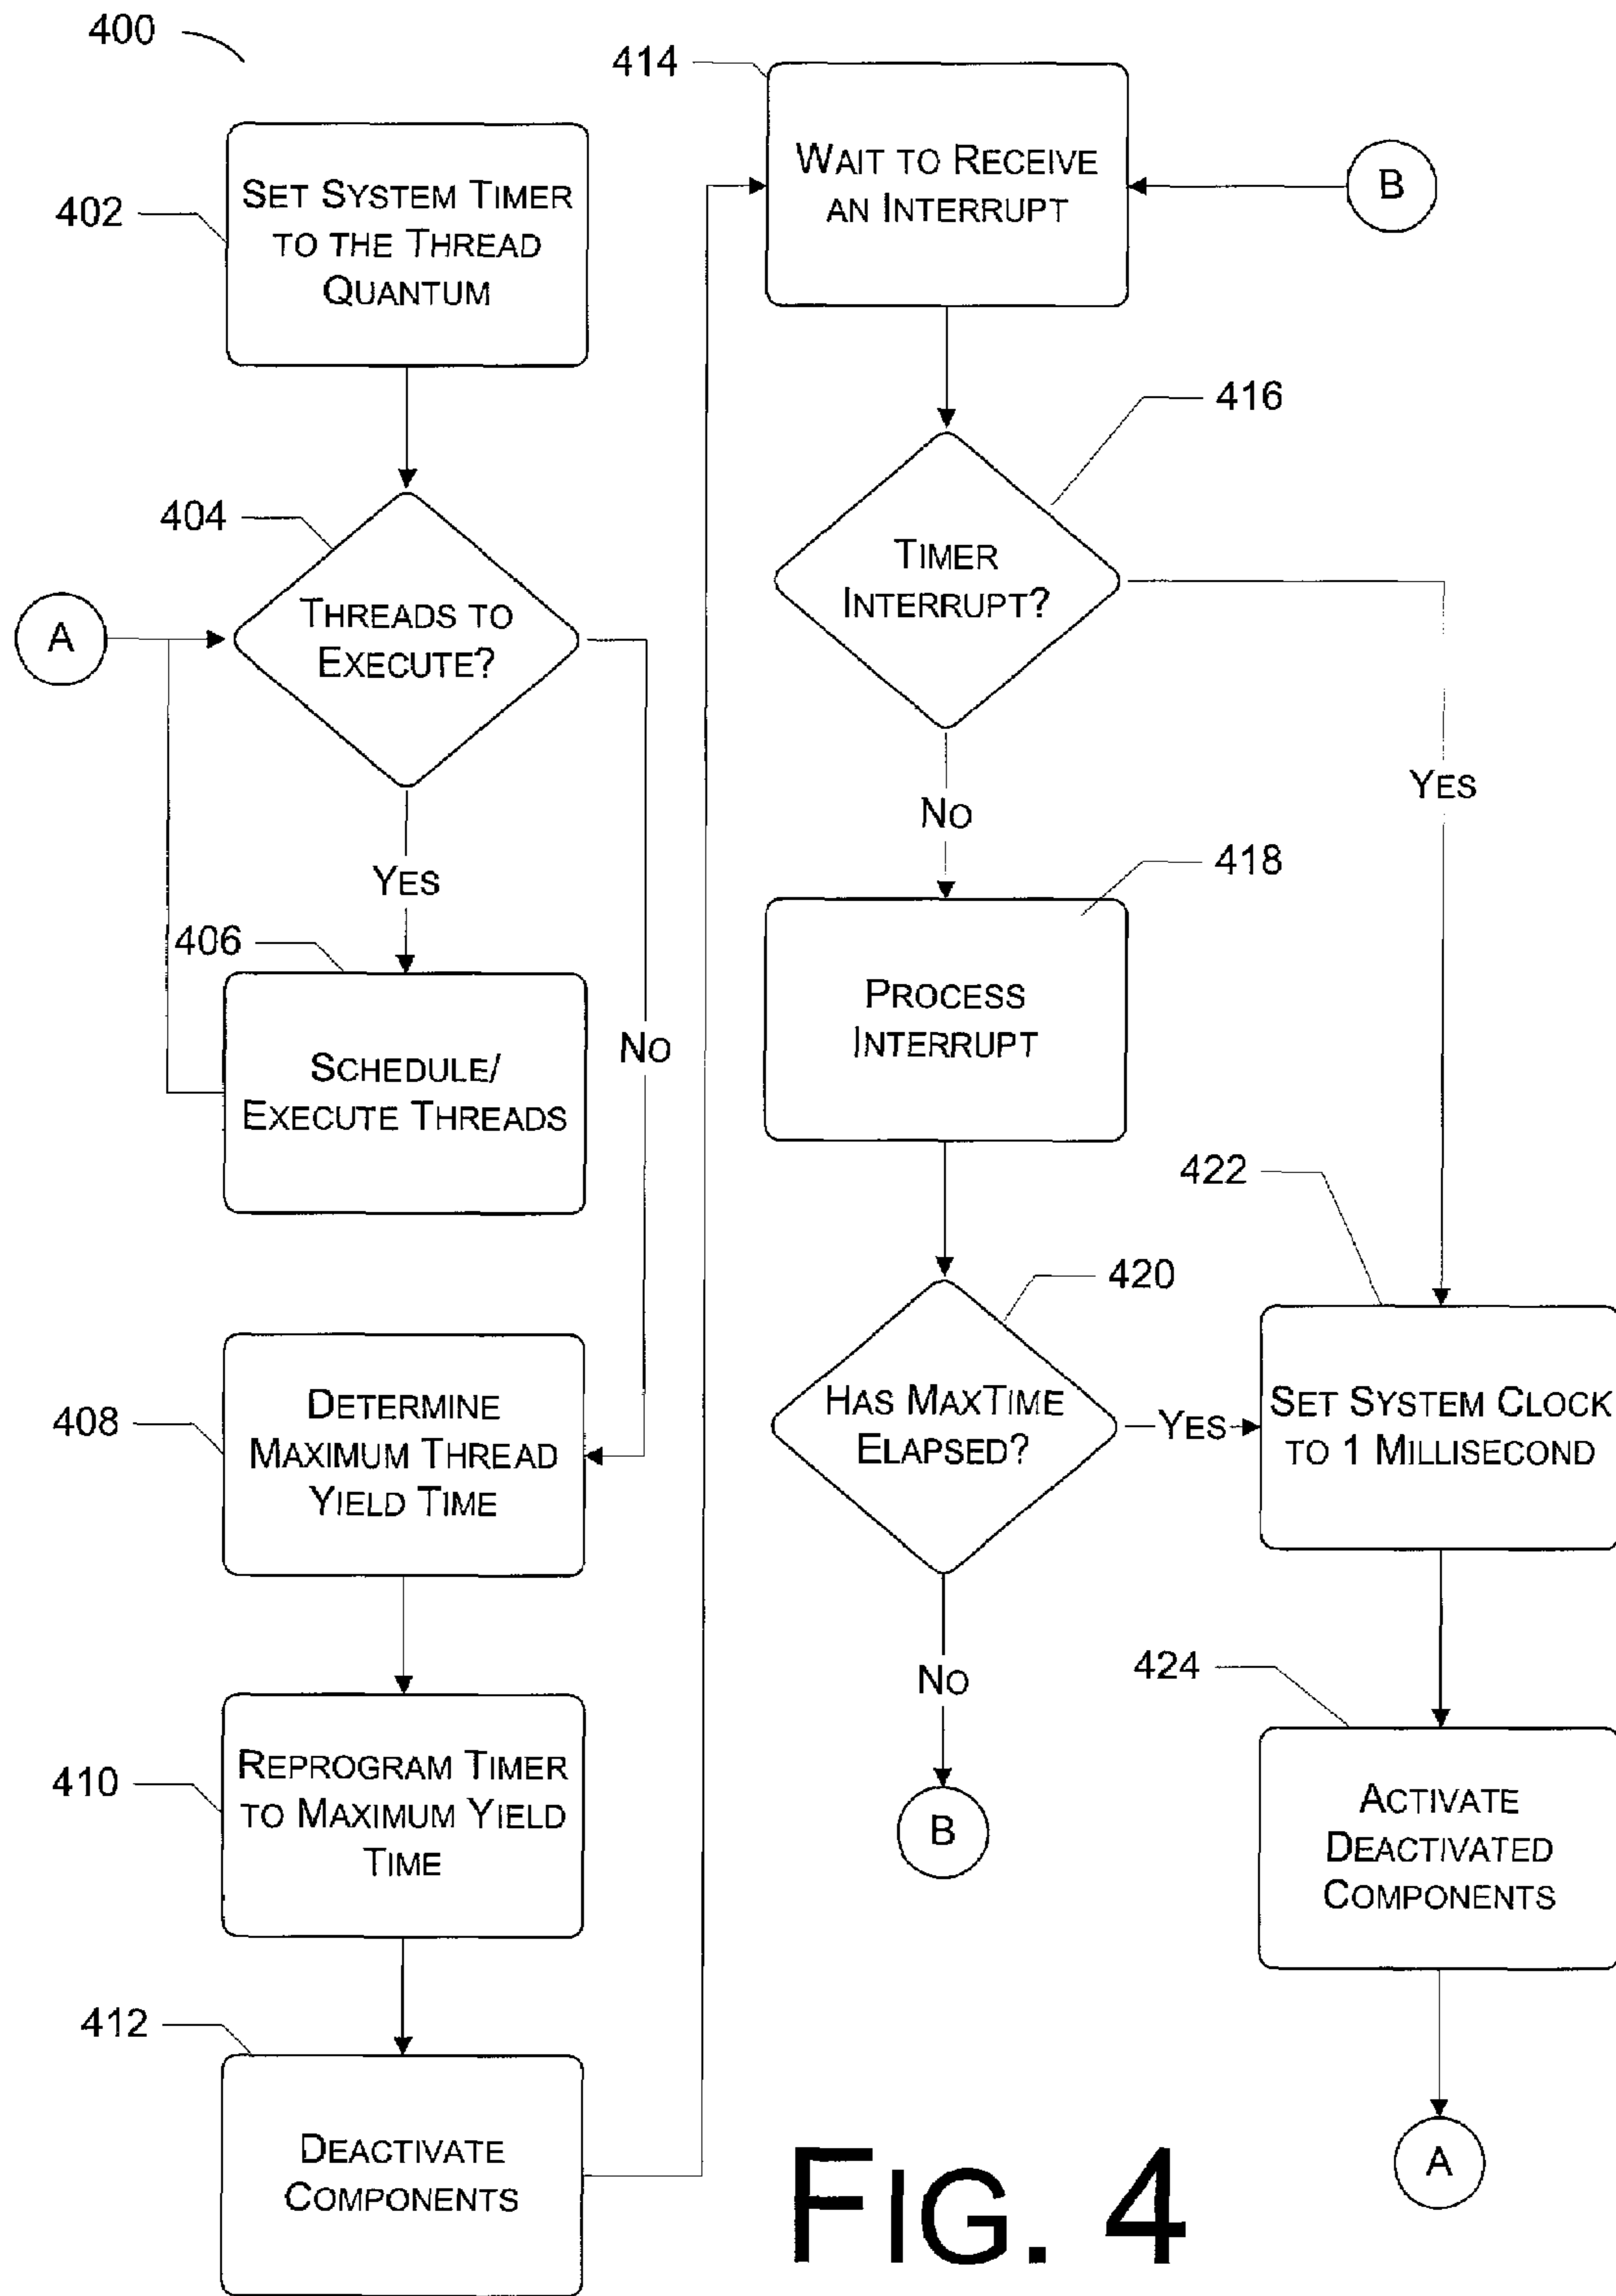 400
402
SET SYSTEM TIMER
TO THE THREAD
QUANTUM
404
A
THREADS TO
EXECUTE?
YES
NO
406
SCHEDULE/
EXECUTE THREADS
408
DETERMINE
MAXIMUM THREAD
YIELD TIME
410
REPROGRAM TIMER
TO MAXIMUM YIELD
TIME
412
DEACTIVATE
COMPONENTS
414
WAIT TO RECEIVE
AN INTERRUPT
B
416
TIMER
INTERRUPT?
NO
YES
418
PROCESS
INTERRUPT
420
HAS MAXTIME
ELAPSED?
YES
NO
B
422
SET SYSTEM CLOCK
TO 1 MILLISECOND
424
ACTIVATE
DEACTIVATED
COMPONENTS
A
FIG. 4